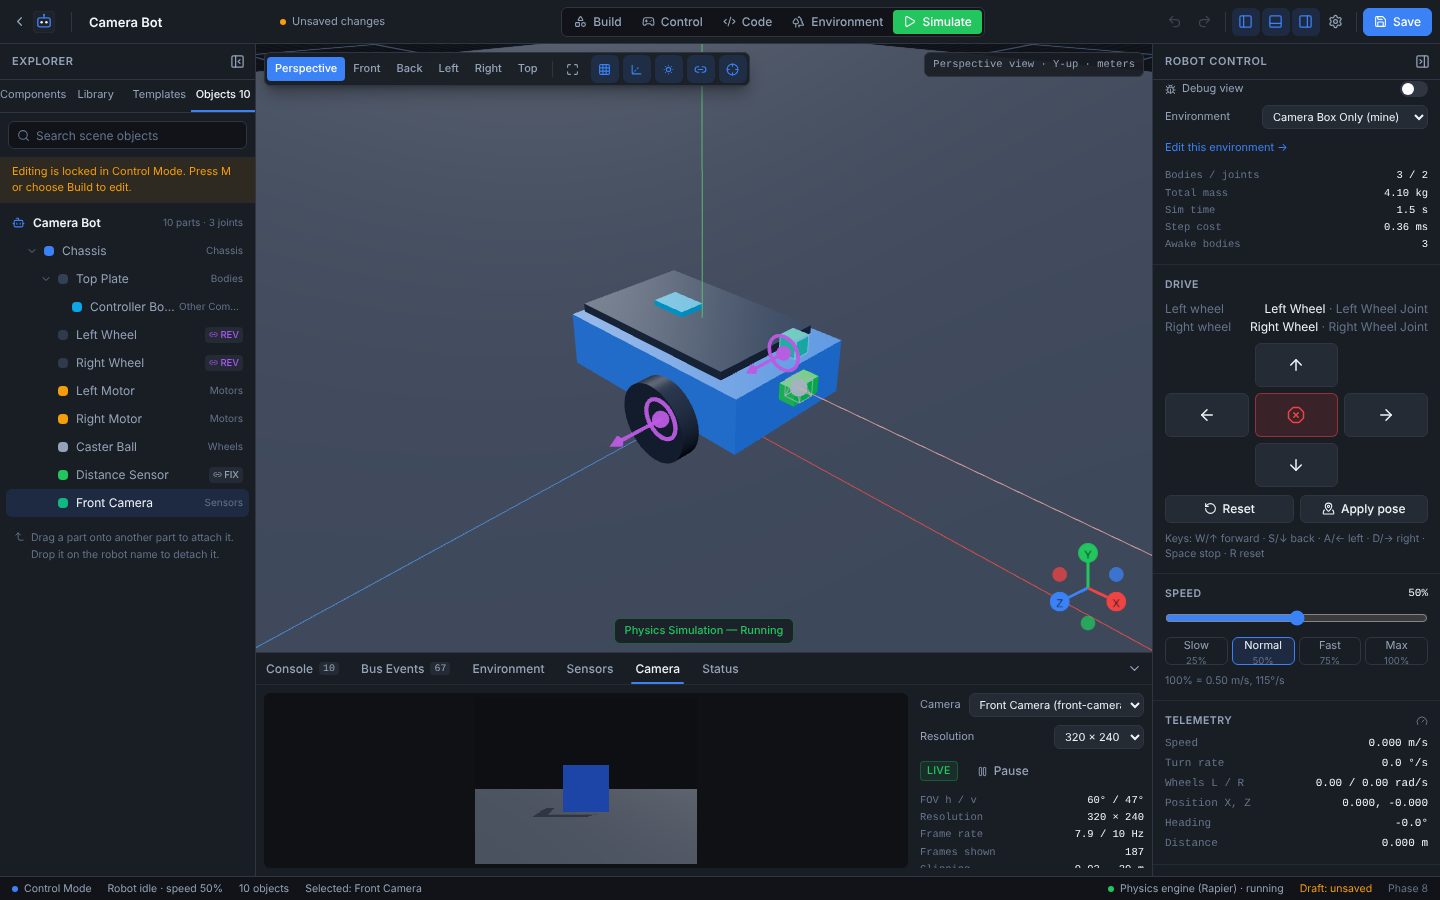 Camera Bot
Unsaved changes
Build
Control
Code
Environment
Simulate
Save
EXPLORER
Components
Library
Templates
Objects 10
Search scene objects
Editing is locked in Control Mode. Press M
or choose Build to edit.
Camera Bot 10 parts · 3 joints
Chassis Chassis
Top Plate Bodies
Controller Bo... Other Com...
Left Wheel REV
Right Wheel REV
Left Motor Motors
Right Motor Motors
Caster Ball Wheels
Distance Sensor FIX
Front Camera Sensors
Drag a part onto another part to attach it.
Drop it on the robot name to detach it.
Perspective
Front
Back
Left
Right
Top
Perspective view · Y-up · meters
Y
Z
X
Physics Simulation — Running
Console 10
Bus Events 67
Environment
Sensors
Camera
Status
Camera Front Camera (front-camera
Resolution 320 × 240
LIVE Pause
FOV h / v 60° / 47°
Resolution 320 × 240
Frame rate 7.9 / 10 Hz
Frames shown 187
ROBOT CONTROL
Debug view
Environment Camera Box Only (mine)
Edit this environment →
Bodies / joints 3 / 2
Total mass 4.10 kg
Sim time 1.5 s
Step cost 0.36 ms
Awake bodies 3
DRIVE
Left wheel Left Wheel · Left Wheel Joint
Right wheel Right Wheel · Right Wheel Joint
Reset
Apply pose
Keys: W/↑ forward · S/↓ back · A/← left · D/→ right ·
Space stop · R reset
SPEED 50%
Slow
25%
Normal
50%
Fast
75%
Max
100%
100% = 0.50 m/s, 115°/s
TELEMETRY
Speed 0.000 m/s
Turn rate 0.0 °/s
Wheels L / R 0.00 / 0.00 rad/s
Position X, Z 0.000, -0.000
Heading -0.0°
Distance 0.000 m
Control Mode
Robot idle · speed 50%
10 objects
Selected: Front Camera
Physics engine (Rapier) · running
Draft: unsaved
Phase 8